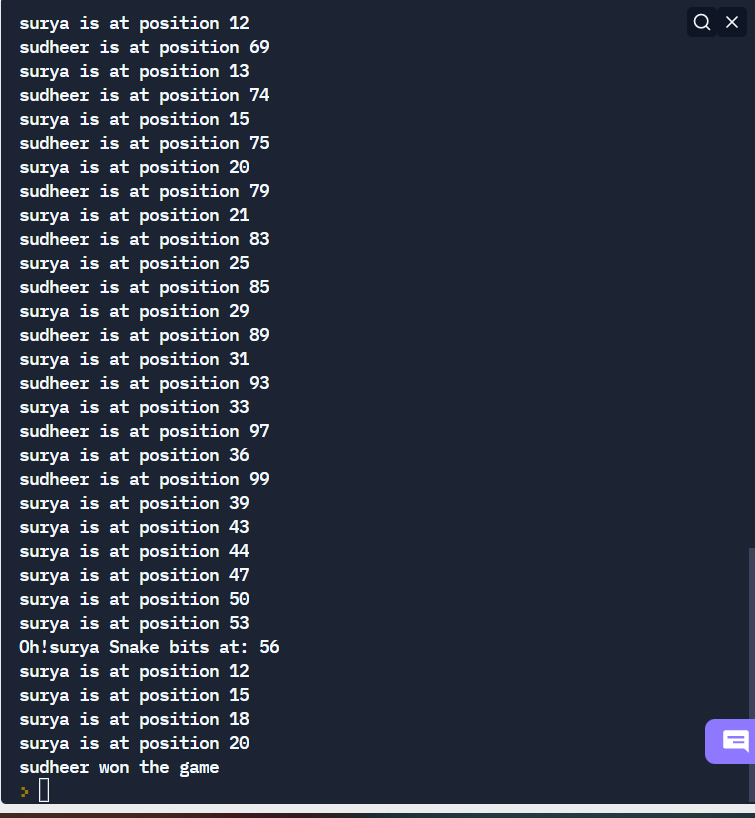 surya is at position 12
sudheer is at position 69
surya is at position 13
sudheer is at position 74
surya is at position 15
sudheer is at position 75
surya is at position 20
sudheer is at position 79
surya is at position 21
sudheer is at position 83
surya is at position 25
sudheer is at position 85
surya is at position 29
sudheer is at position 89
surya is at position 31
sudheer is at position 93
surya is at position 33
sudheer is at position 97
surya is at position 36
sudheer is at position 99
surya is at position 39
surya is at position 43
surya is at position 44
surya is at position 47
surya is at position 50
surya is at position 53
Oh!surya Snake bits at: 56
surya is at position 12
surya is at position 15
surya is at position 18
surya is at position 20
sudheer won the game
>